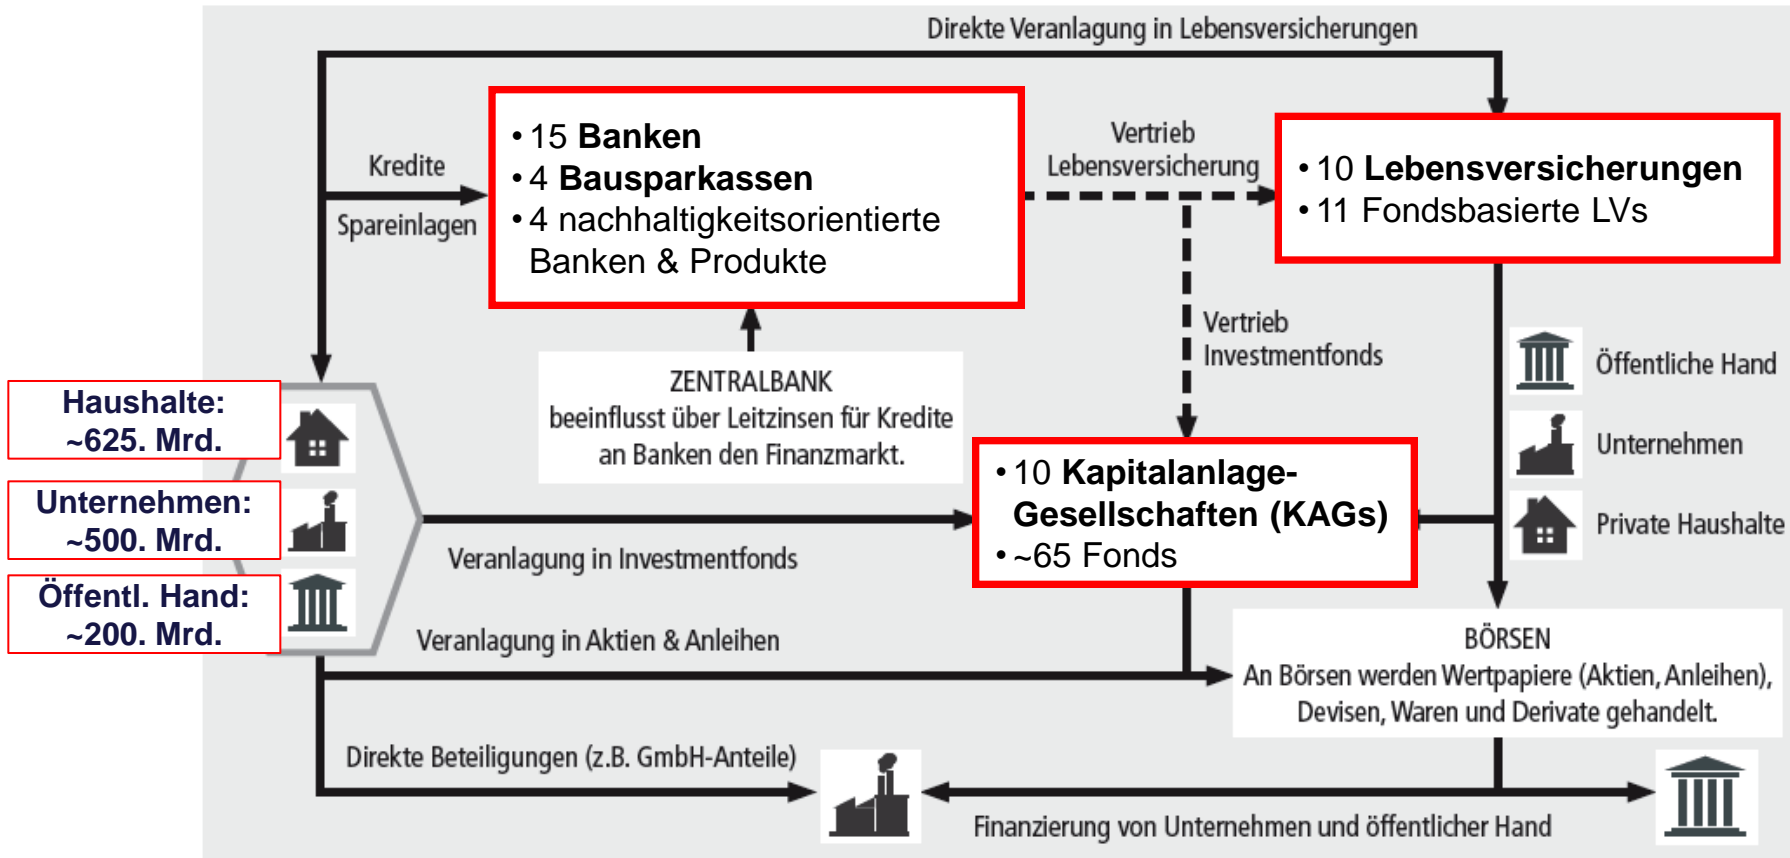 Direkte Veranlagung in Lebensversicherungen
Kredite
Spareinlagen
• 15 Banken
• 4 Bausparkassen
• 4 nachhaltigkeitsorientierte
Banken & Produkte
Vertrieb
Lebensversicherung
• 10 Lebensversicherungen
• 11 Fondsbasierte LVs
Vertrieb
Investmentfonds
ZENTRALBANK
beeinflusst über Leitzinsen für Kredite
an Banken den Finanzmarkt.
Öffentliche Hand
Unternehmen
Private Haushalte
Haushalte:
~625. Mrd.
Unternehmen:
~500. Mrd.
Öffentl. Hand:
~200. Mrd.
• 10 Kapitalanlage-
Gesellschaften (KAGs)
• ~65 Fonds
Veranlagung in Investmentfonds
Veranlagung in Aktien & Anleihen
BÖRSEN
An Börsen werden Wertpapiere (Aktien, Anleihen),
Devisen, Waren und Derivate gehandelt.
Direkte Beteiligungen (z.B. GmbH-Anteile)
Finanzierung von Unternehmen und öffentlicher Hand